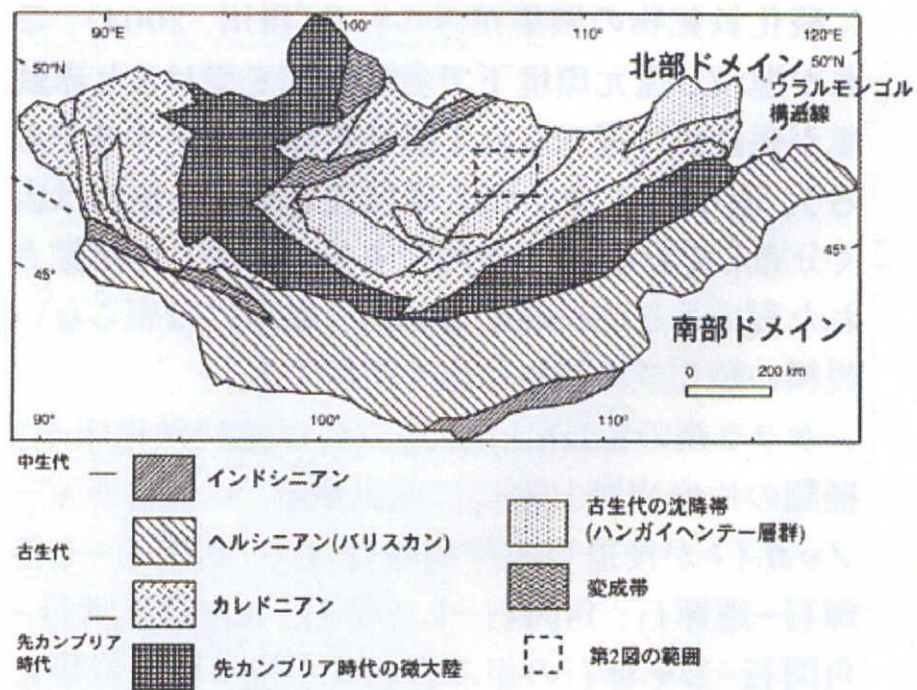 90°E
100°
110°
120°E
50°N
北部ドメイン
50°N
ウラルモンゴル
構造線
45°
45°
南部ドメイン
0 200 km
90°
100°
110°
中生代
インドシニアン
古生代
ヘルシニアン(バリスカン)
カレドニアン
先カンブリア
時代
先カンブリア時代の微大陸
古生代の沈降帯
(ハンガイヘンテー層群)
変成帯
第2図の範囲